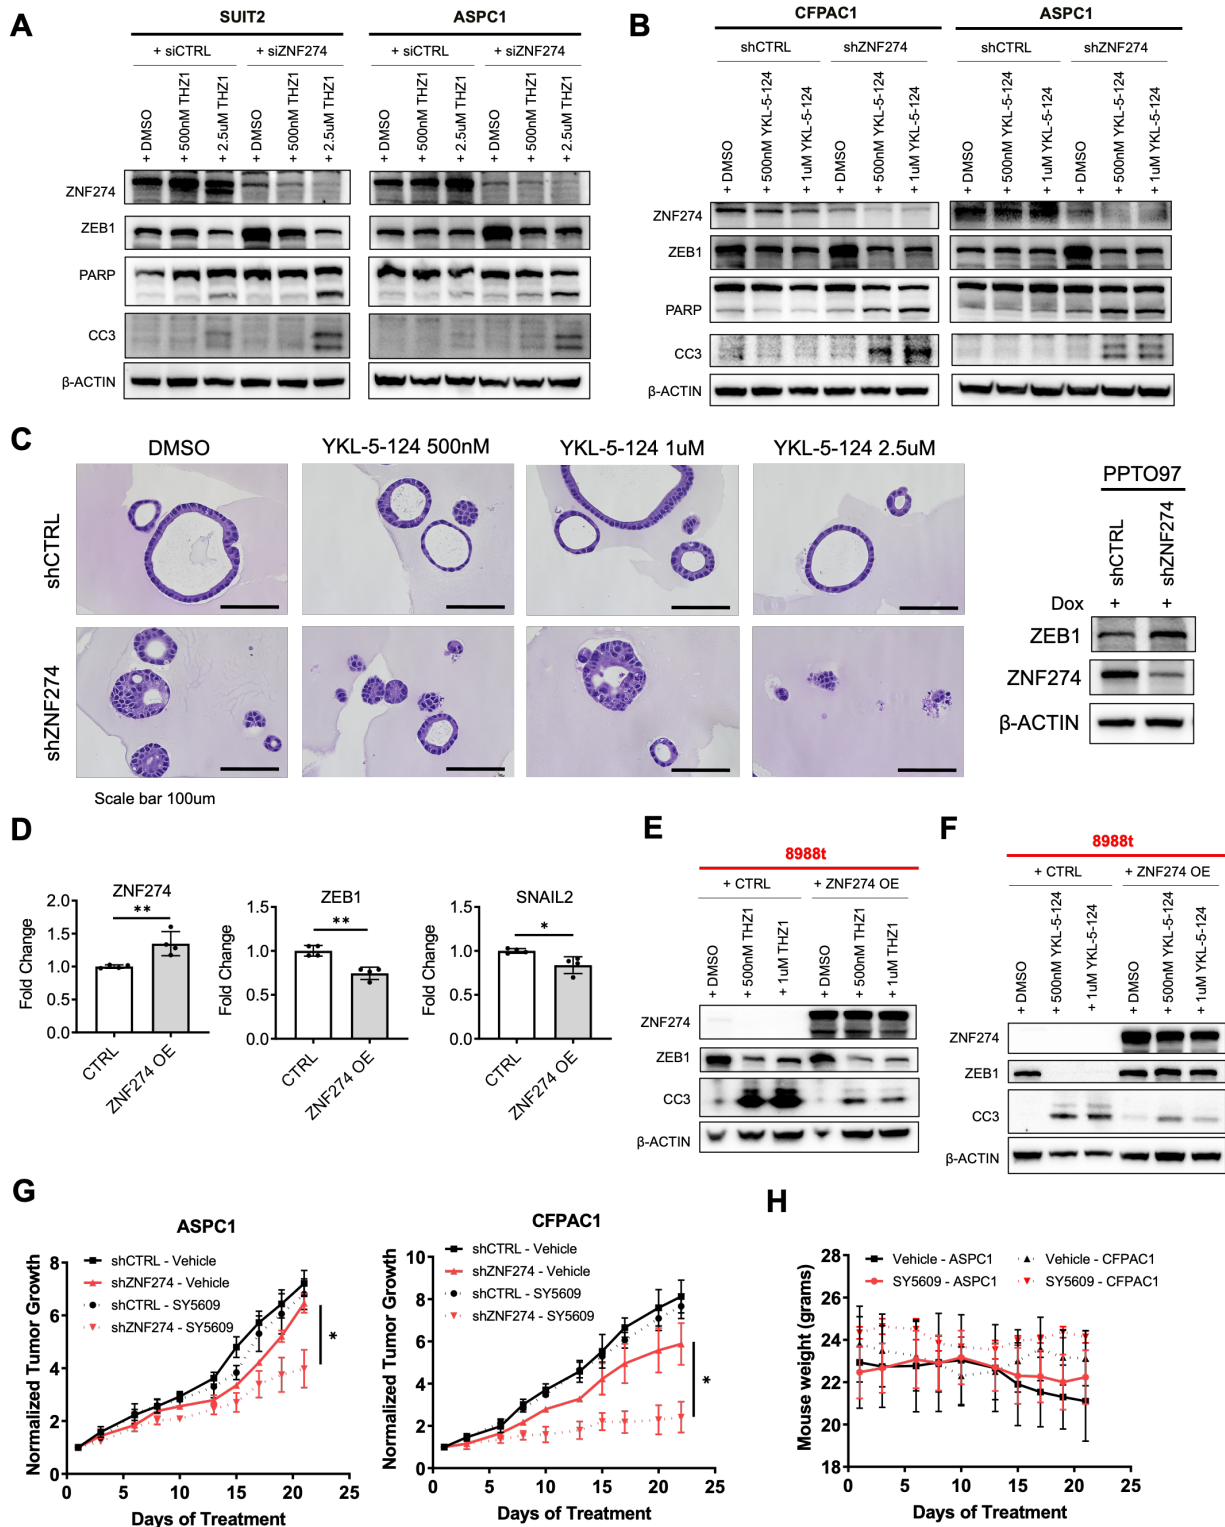 A
SUIT2
ASPC1
+ siCTRL
+ siZNF274
+ siCTRL
+ siZNF274
+ DMSO
+ 500nM THZ1
+ 2.5uM THZ1
+ DMSO
+ 500nM THZ1
+ 2.5uM THZ1
+ DMSO
+ 500nM THZ1
+ 2.5uM THZ1
+ DMSO
+ 500nM THZ1
+ 2.5uM THZ1
ZNF274
ZEB1
PARP
CC3
β-ACTIN
B
CFPAC1
ASPC1
shCTRL
shZNF274
shCTRL
shZNF274
+ DMSO
+ 500nM YKL-5-124
+ 1uM YKL-5-124
+ DMSO
+ 500nM YKL-5-124
+ 1uM YKL-5-124
+ DMSO
+ 500nM YKL-5-124
+ 1uM YKL-5-124
+ DMSO
+ 500nM YKL-5-124
+ 1uM YKL-5-124
ZNF274
ZEB1
PARP
CC3
β-ACTIN
C
DMSO
YKL-5-124 500nM
YKL-5-124 1uM
YKL-5-124 2.5uM
shCTRL
shZNF274
Scale bar 100um
PPTO97
shCTRL
shZNF274
Dox + +
ZEB1
ZNF274
β-ACTIN
D
ZNF274
**
Fold Change
2.0
1.5
1.0
0.5
0.0
CTRL
ZNF274 OE
ZEB1
**
Fold Change
1.5
1.0
0.5
0.0
CTRL
ZNF274 OE
SNAIL2
*
Fold Change
1.5
1.0
0.5
0.0
CTRL
ZNF274 OE
E
8988t
+ CTRL
+ ZNF274 OE
+ DMSO
+ 500nM THZ1
+ 1uM THZ1
+ DMSO
+ 500nM THZ1
+ 1uM THZ1
ZNF274
ZEB1
CC3
β-ACTIN
F
8988t
+ CTRL
+ ZNF274 OE
+ DMSO
+ 500nM YKL-5-124
+ 1uM YKL-5-124
+ DMSO
+ 500nM YKL-5-124
+ 1uM YKL-5-124
ZNF274
ZEB1
CC3
β-ACTIN
G
ASPC1
shCTRL - Vehicle
shZNF274 - Vehicle
shCTRL - SY5609
shZNF274 - SY5609
*
Normalized Tumor Growth
8
6
4
2
0
0 5 10 15 20 25
Days of Treatment
CFPAC1
shCTRL - Vehicle
shZNF274 - Vehicle
shCTRL - SY5609
shZNF274 - SY5609
*
Normalized Tumor Growth
10
8
6
4
2
0
0 5 10 15 20 25
Days of Treatment
H
Vehicle - ASPC1
SY5609 - ASPC1
Vehicle - CFPAC1
SY5609 - CFPAC1
Mouse weight (grams)
28
26
24
22
20
18
0 5 10 15 20 25
Days of Treatment